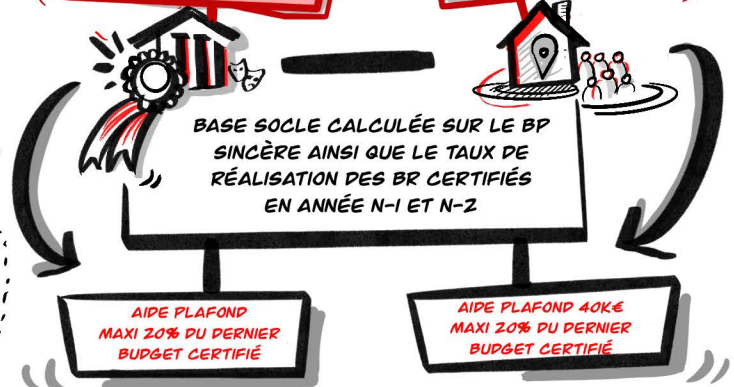 BASE SOCLE CALCULÉE SUR LE BP
SINCÈRE AINSI QUE LE TAUX DE
RÉALISATION DES BR CERTIFIÉS
EN ANNÉE N-1 ET N-2
AIDE PLAFOND
MAXI 20% DU DERNIER
BUDGET CERTIFIÉ
AIDE PLAFOND 40K€
MAXI 20% DU DERNIER
BUDGET CERTIFIÉ